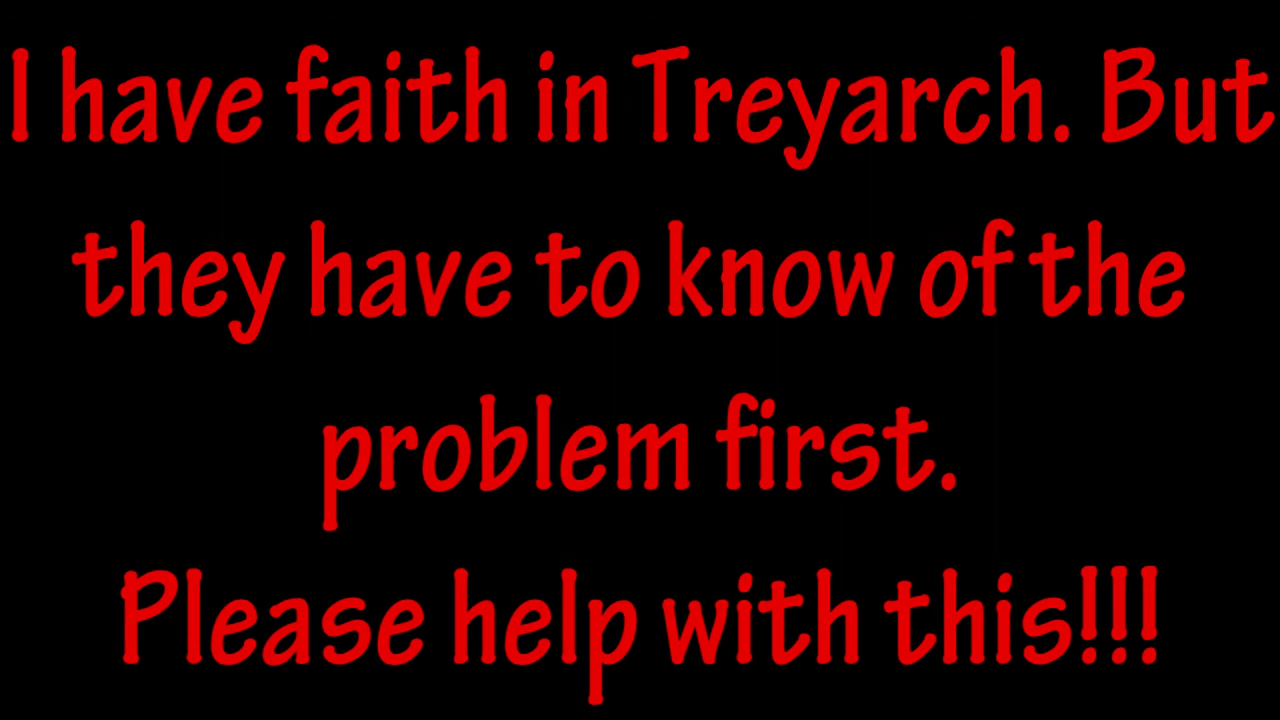 I have faith in Treyarch. But
they have to know of the
problem first.
Please help with this!!!